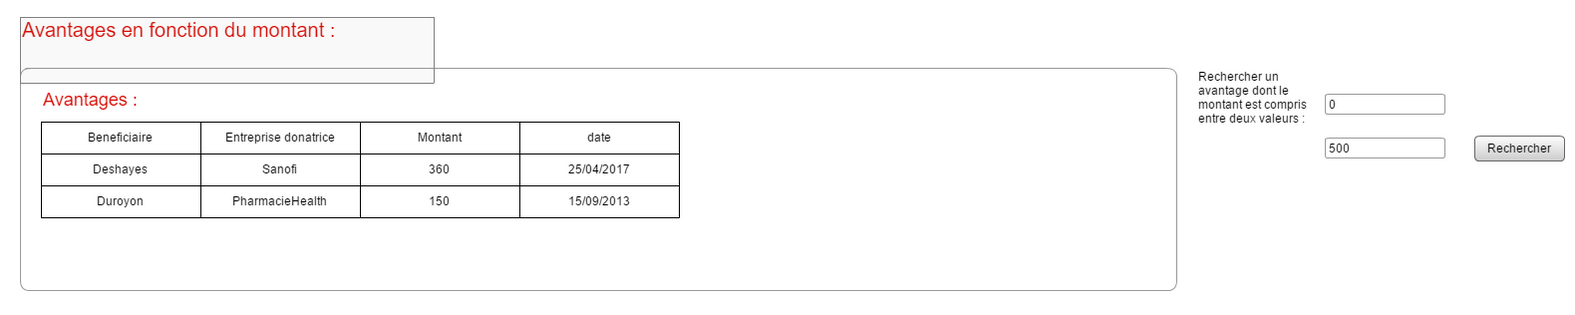 Avantages en fonction du montant :
Avantages :
Beneficiaire Entreprise donatrice Montant date
Deshayes Sanofi 360 25/04/2017
Duroyon PharmacieHealth 150 15/09/2013
Rechercher un
avantage dont le
montant est compris
entre deux valeurs :
0
500
Rechercher